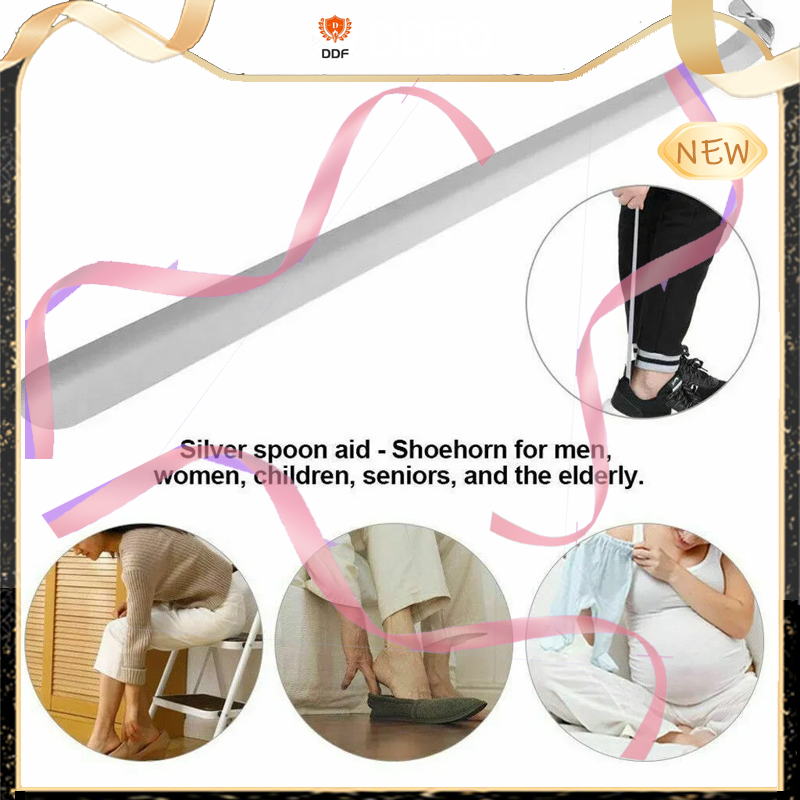 DDF
NEW
Silver spoon aid - Shoehorn for men,
women, children, seniors, and the elderly.